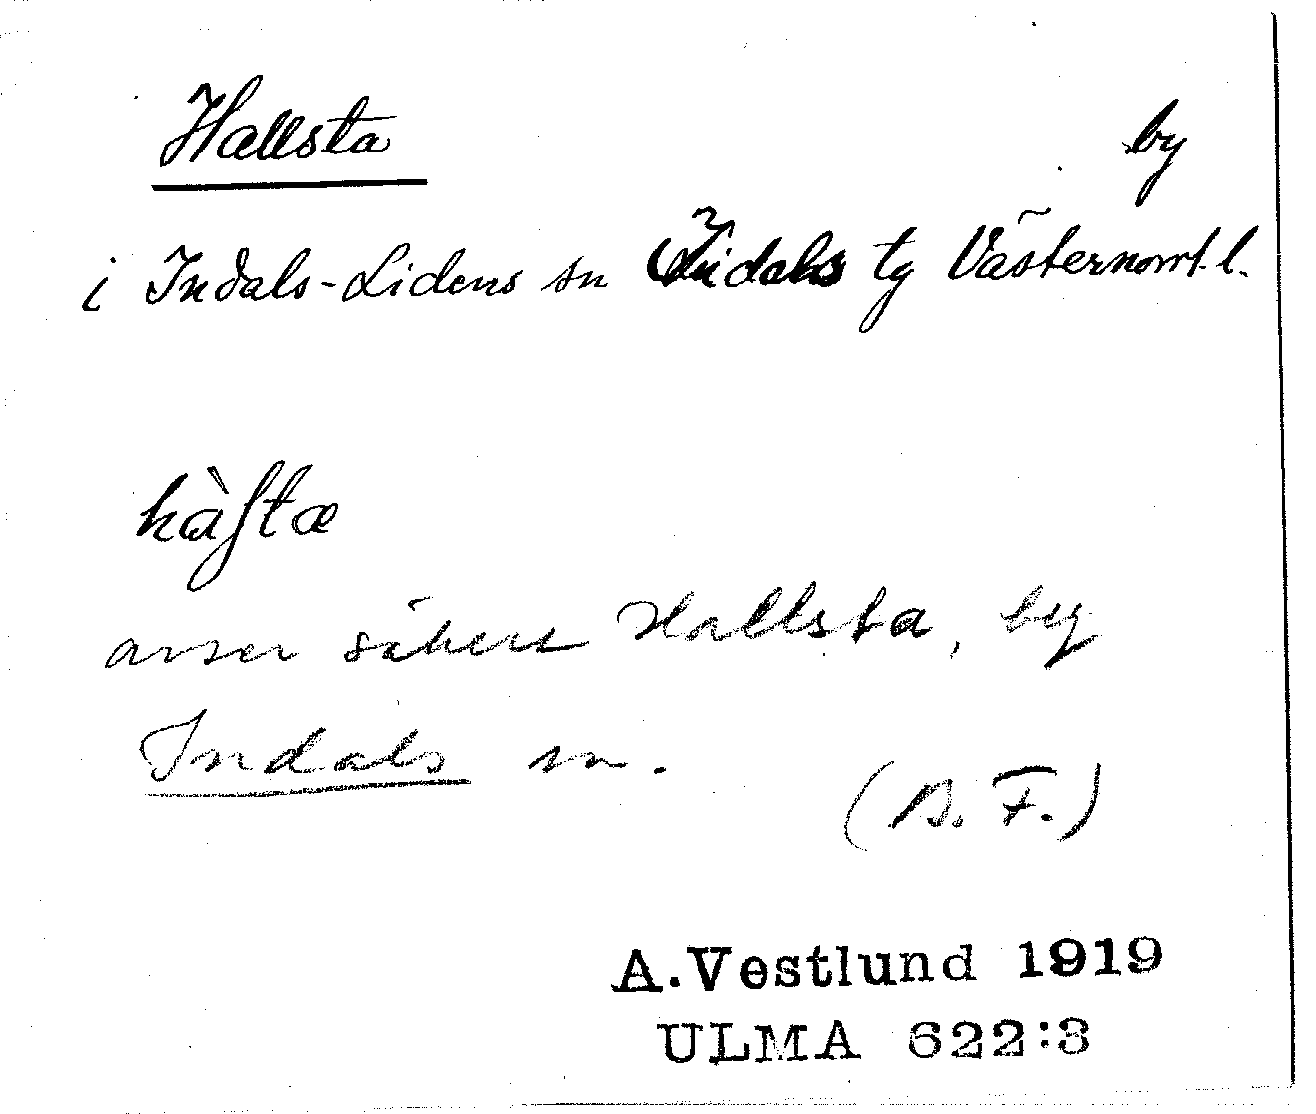 Hallsta by
i Indals-Lidens sn Indals tg Västernorrl. l.
hàſtæ
avser säkert Hallsta, by
Indals sn.
(B. F.)
A.Vestlund 1919
ULMA 622:3